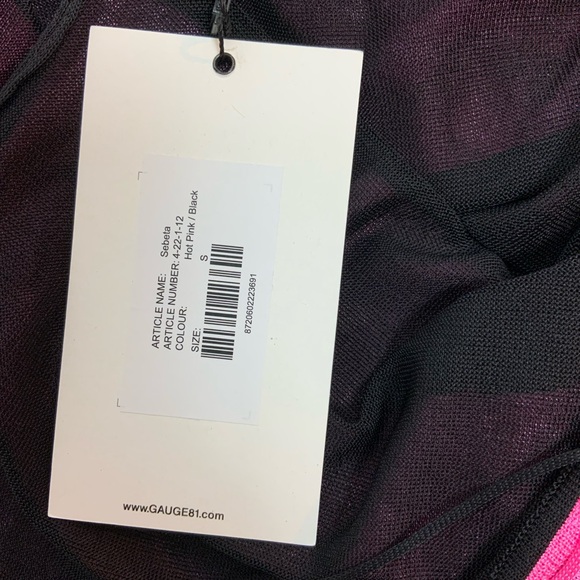 ARTICLE NAME: Sebeta
ARTICLE NUMBER: 4-22-1-12
COLOUR: Hot Pink / Black
SIZE: S
8720602223691
www.GAUGE81.com